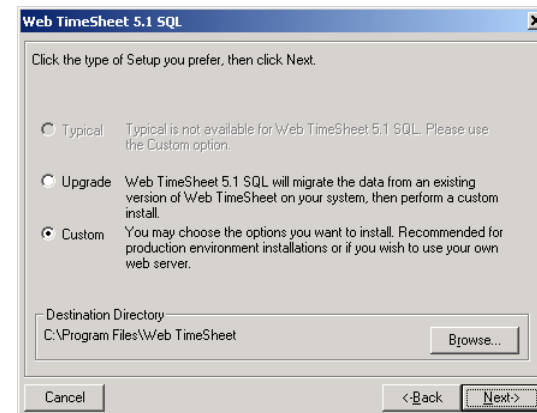 Web TimeSheet 5.1 SQL
Click the type of Setup you prefer, then click Next.
Typical Typical is not available for Web TimeSheet 5.1 SQL. Please use
the Custom option.
Upgrade Web TimeSheet 5.1 SQL will migrate the data from an existing
version of Web TimeSheet on your system, then perform a custom
install.
Custom You may choose the options you want to install. Recommended for
production environment installations or if you wish to use your own
web server.
Destination Directory
C:\Program Files\Web TimeSheet Browse...
Cancel <-Back Next->